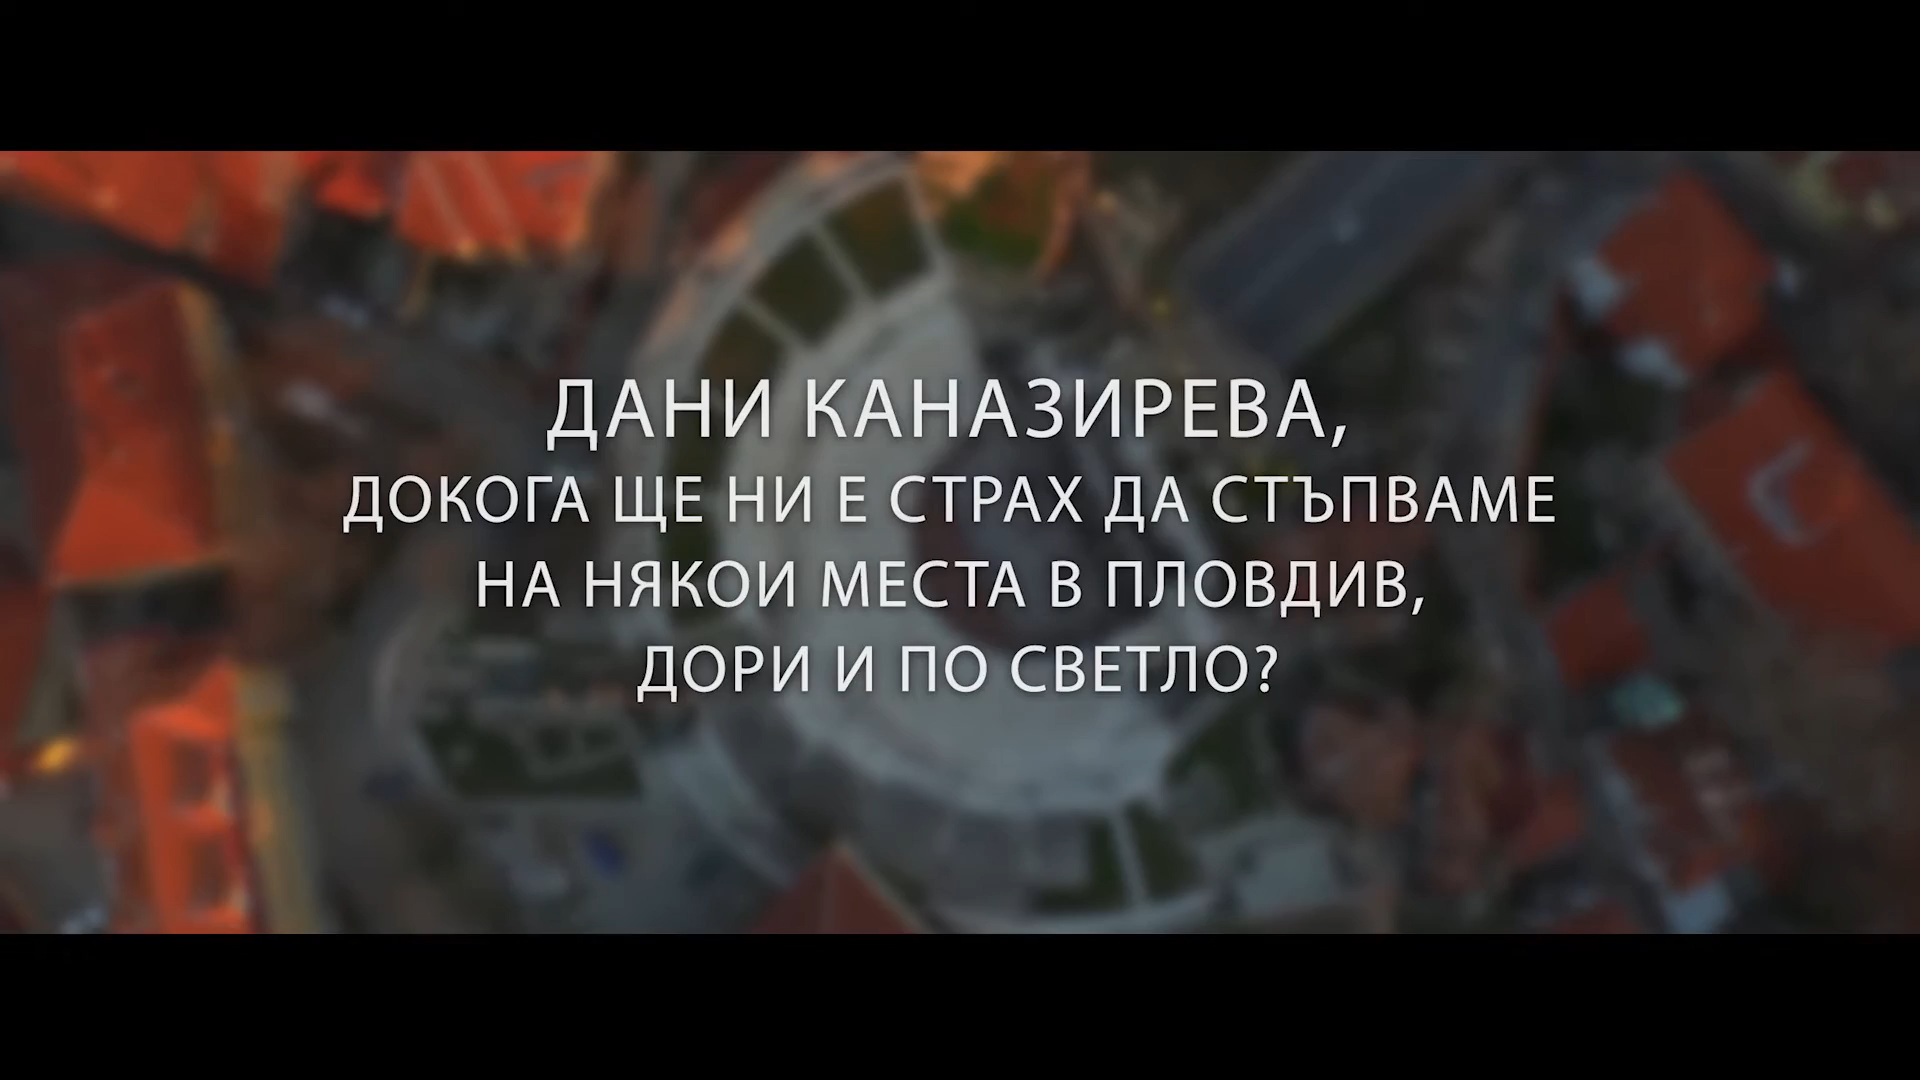 ДАНИ КАНАЗИРЕВА,
ДОКОГА ЩЕ НИ Е СТРАХ ДА СТЪПВАМЕ
НА НЯКОИ МЕСТА В ПЛОВДИВ,
ДОРИ И ПО СВЕТЛО?